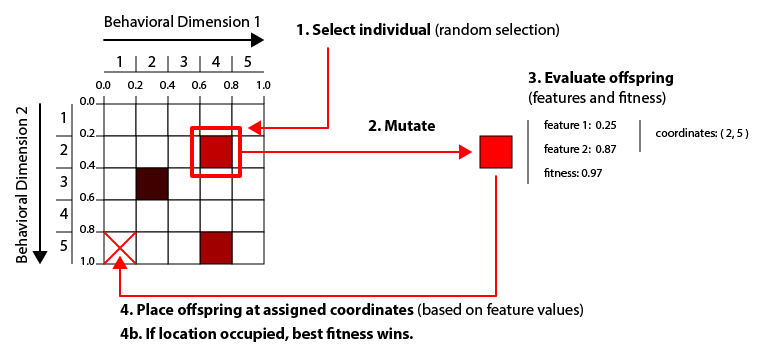 Behavioral Dimension 1
1 2 3 4 5
0.0 0.2 0.4 0.6 0.8 1.0
Behavioral Dimension 2
0.0
1
0.2
2
0.4
3
0.6
4
0.8
5
1.0
1. Select individual (random selection)
2. Mutate
3. Evaluate offspring
(features and fitness)
feature 1: 0.25
feature 2: 0.87
fitness: 0.97
coordinates: ( 2, 5 )
4. Place offspring at assigned coordinates (based on feature values)
4b. If location occupied, best fitness wins.